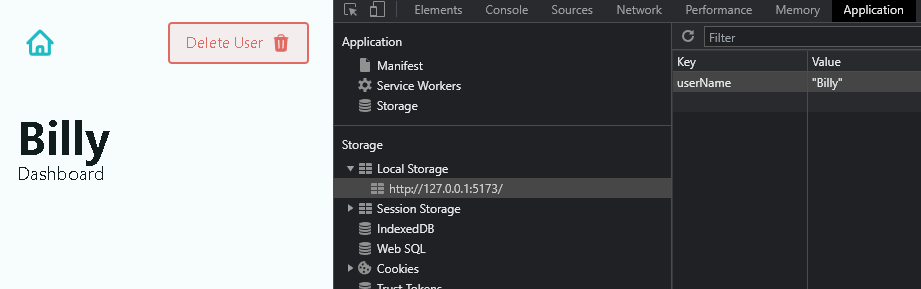 Delete User
Billy
Dashboard
Elements Console Sources Network Performance Memory Application
Application
Manifest
Service Workers
Storage
Storage
Local Storage
http://127.0.0.1:5173/
Session Storage
IndexedDB
Web SQL
Cookies
Trust Tokens
Filter
Key Value
userName "Billy"